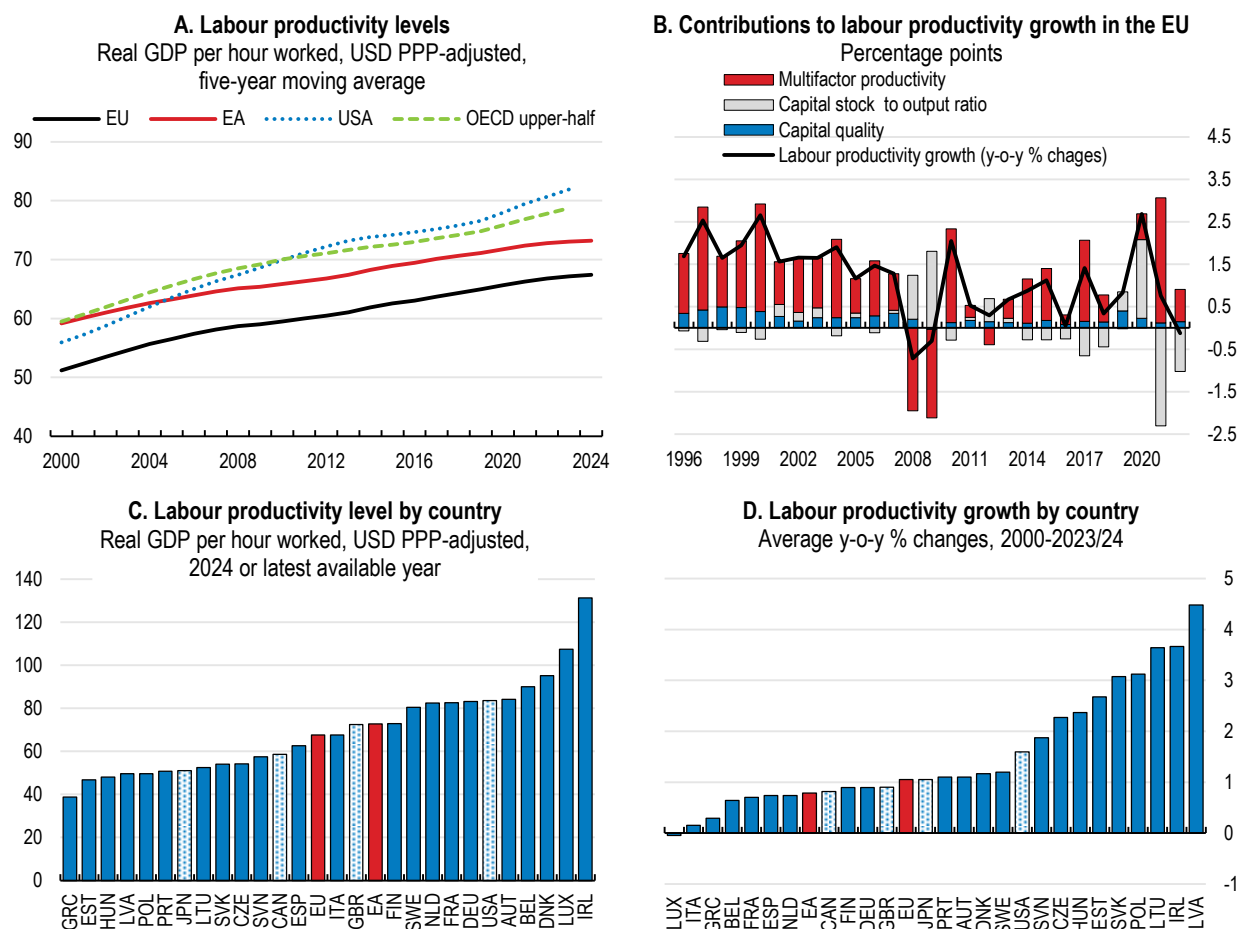 A. Labour productivity levels
Real GDP per hour worked, USD PPP-adjusted,
five-year moving average
EU EA USA OECD upper-half
90
80
70
60
50
40
2000 2004 2008 2012 2016 2020 2024
B. Contributions to labour productivity growth in the EU
Percentage points
Multifactor productivity
Capital stock to output ratio
Capital quality
Labour productivity growth (y-o-y % chages)
4.5
3.5
2.5
1.5
0.5
-0.5
-1.5
-2.5
1996 1999 2002 2005 2008 2011 2014 2017 2020
C. Labour productivity level by country
Real GDP per hour worked, USD PPP-adjusted,
2024 or latest available year
140
120
100
80
60
40
20
0
GRC EST HUN LVA POL PRT JPN LTU SVK CZE SVN CAN ESP EU ITA GBR EA FIN SWE NLD FRA DEU USA AUT BEL DNK LUX IRL
D. Labour productivity growth by country
Average y-o-y % changes, 2000-2023/24
5
4
3
2
1
0
-1
LUX ITA GRC BEL FRA ESP NLD EA CAN FIN DEU GBR EU JPN PRT AUT DNK SWE USA SVN CZE HUN EST SVK POL LTU IRL LVA